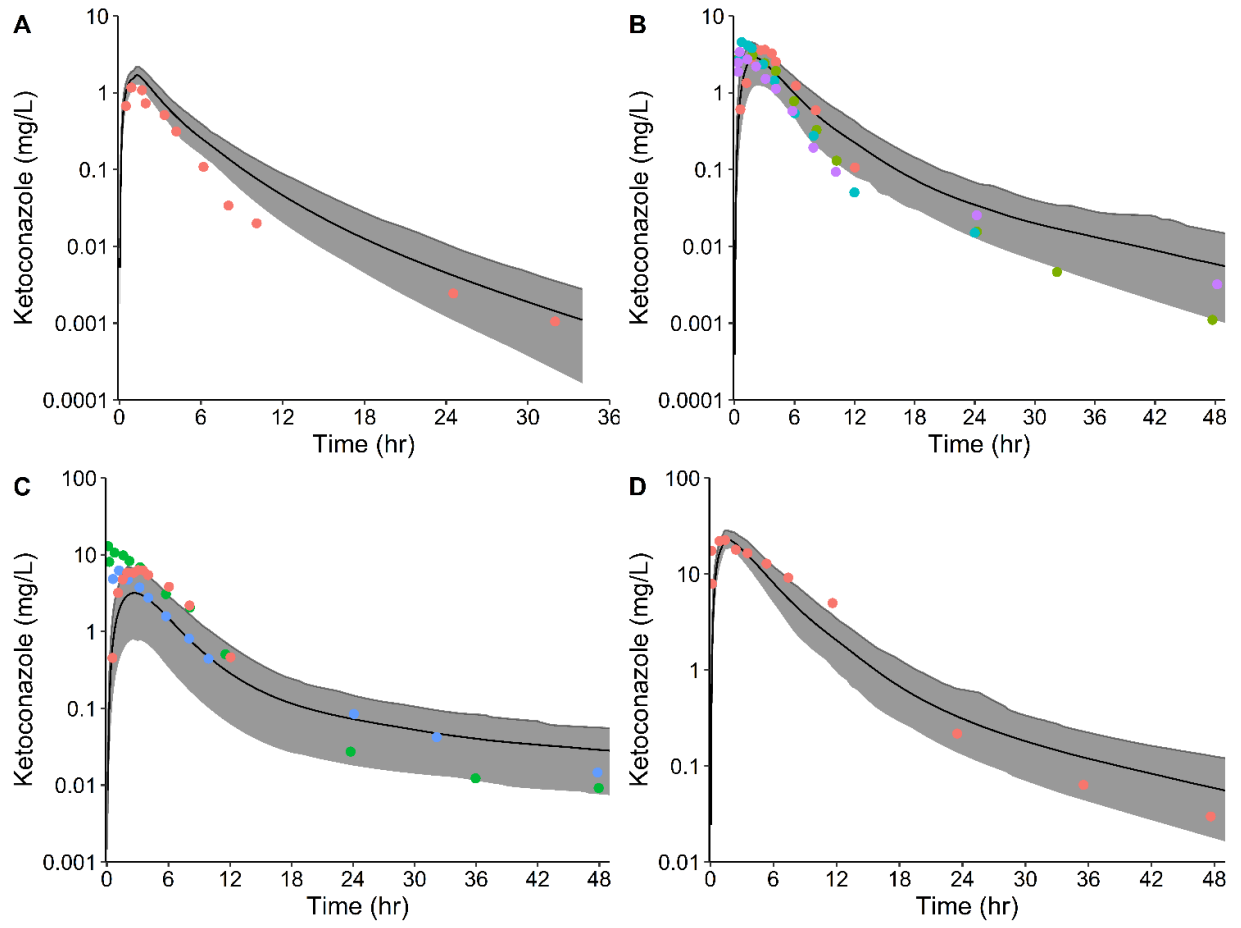 A
Ketoconazole (mg/L)
10
1
0.1
0.01
0.001
0.0001
0 6 12 18 24 30 36
Time (hr)
B
Ketoconazole (mg/L)
10
1
0.1
0.01
0.001
0.0001
0 6 12 18 24 30 36 42 48
Time (hr)
C
Ketoconazole (mg/L)
100
10
1
0.1
0.01
0.001
0 6 12 18 24 30 36 42 48
Time (hr)
D
Ketoconazole (mg/L)
100
10
1
0.1
0.01
0 6 12 18 24 30 36 42 48
Time (hr)